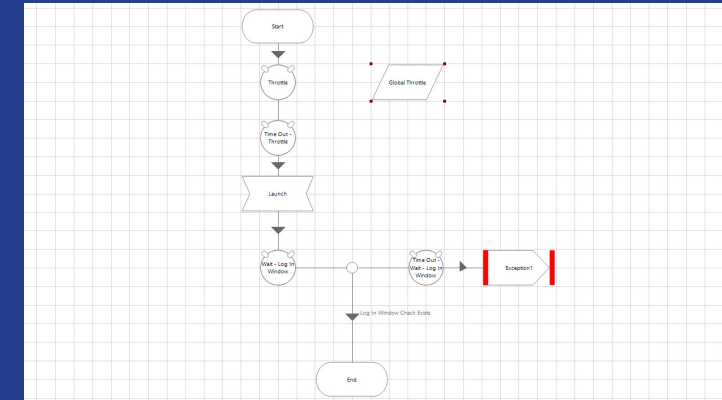 Start
Throttle
Global Throttle
Time Out -
Throttle
Launch
Wait - Log In
Window
Time Out -
Wait - Log In
Window
Exception1
Log In Window Check Exists
End